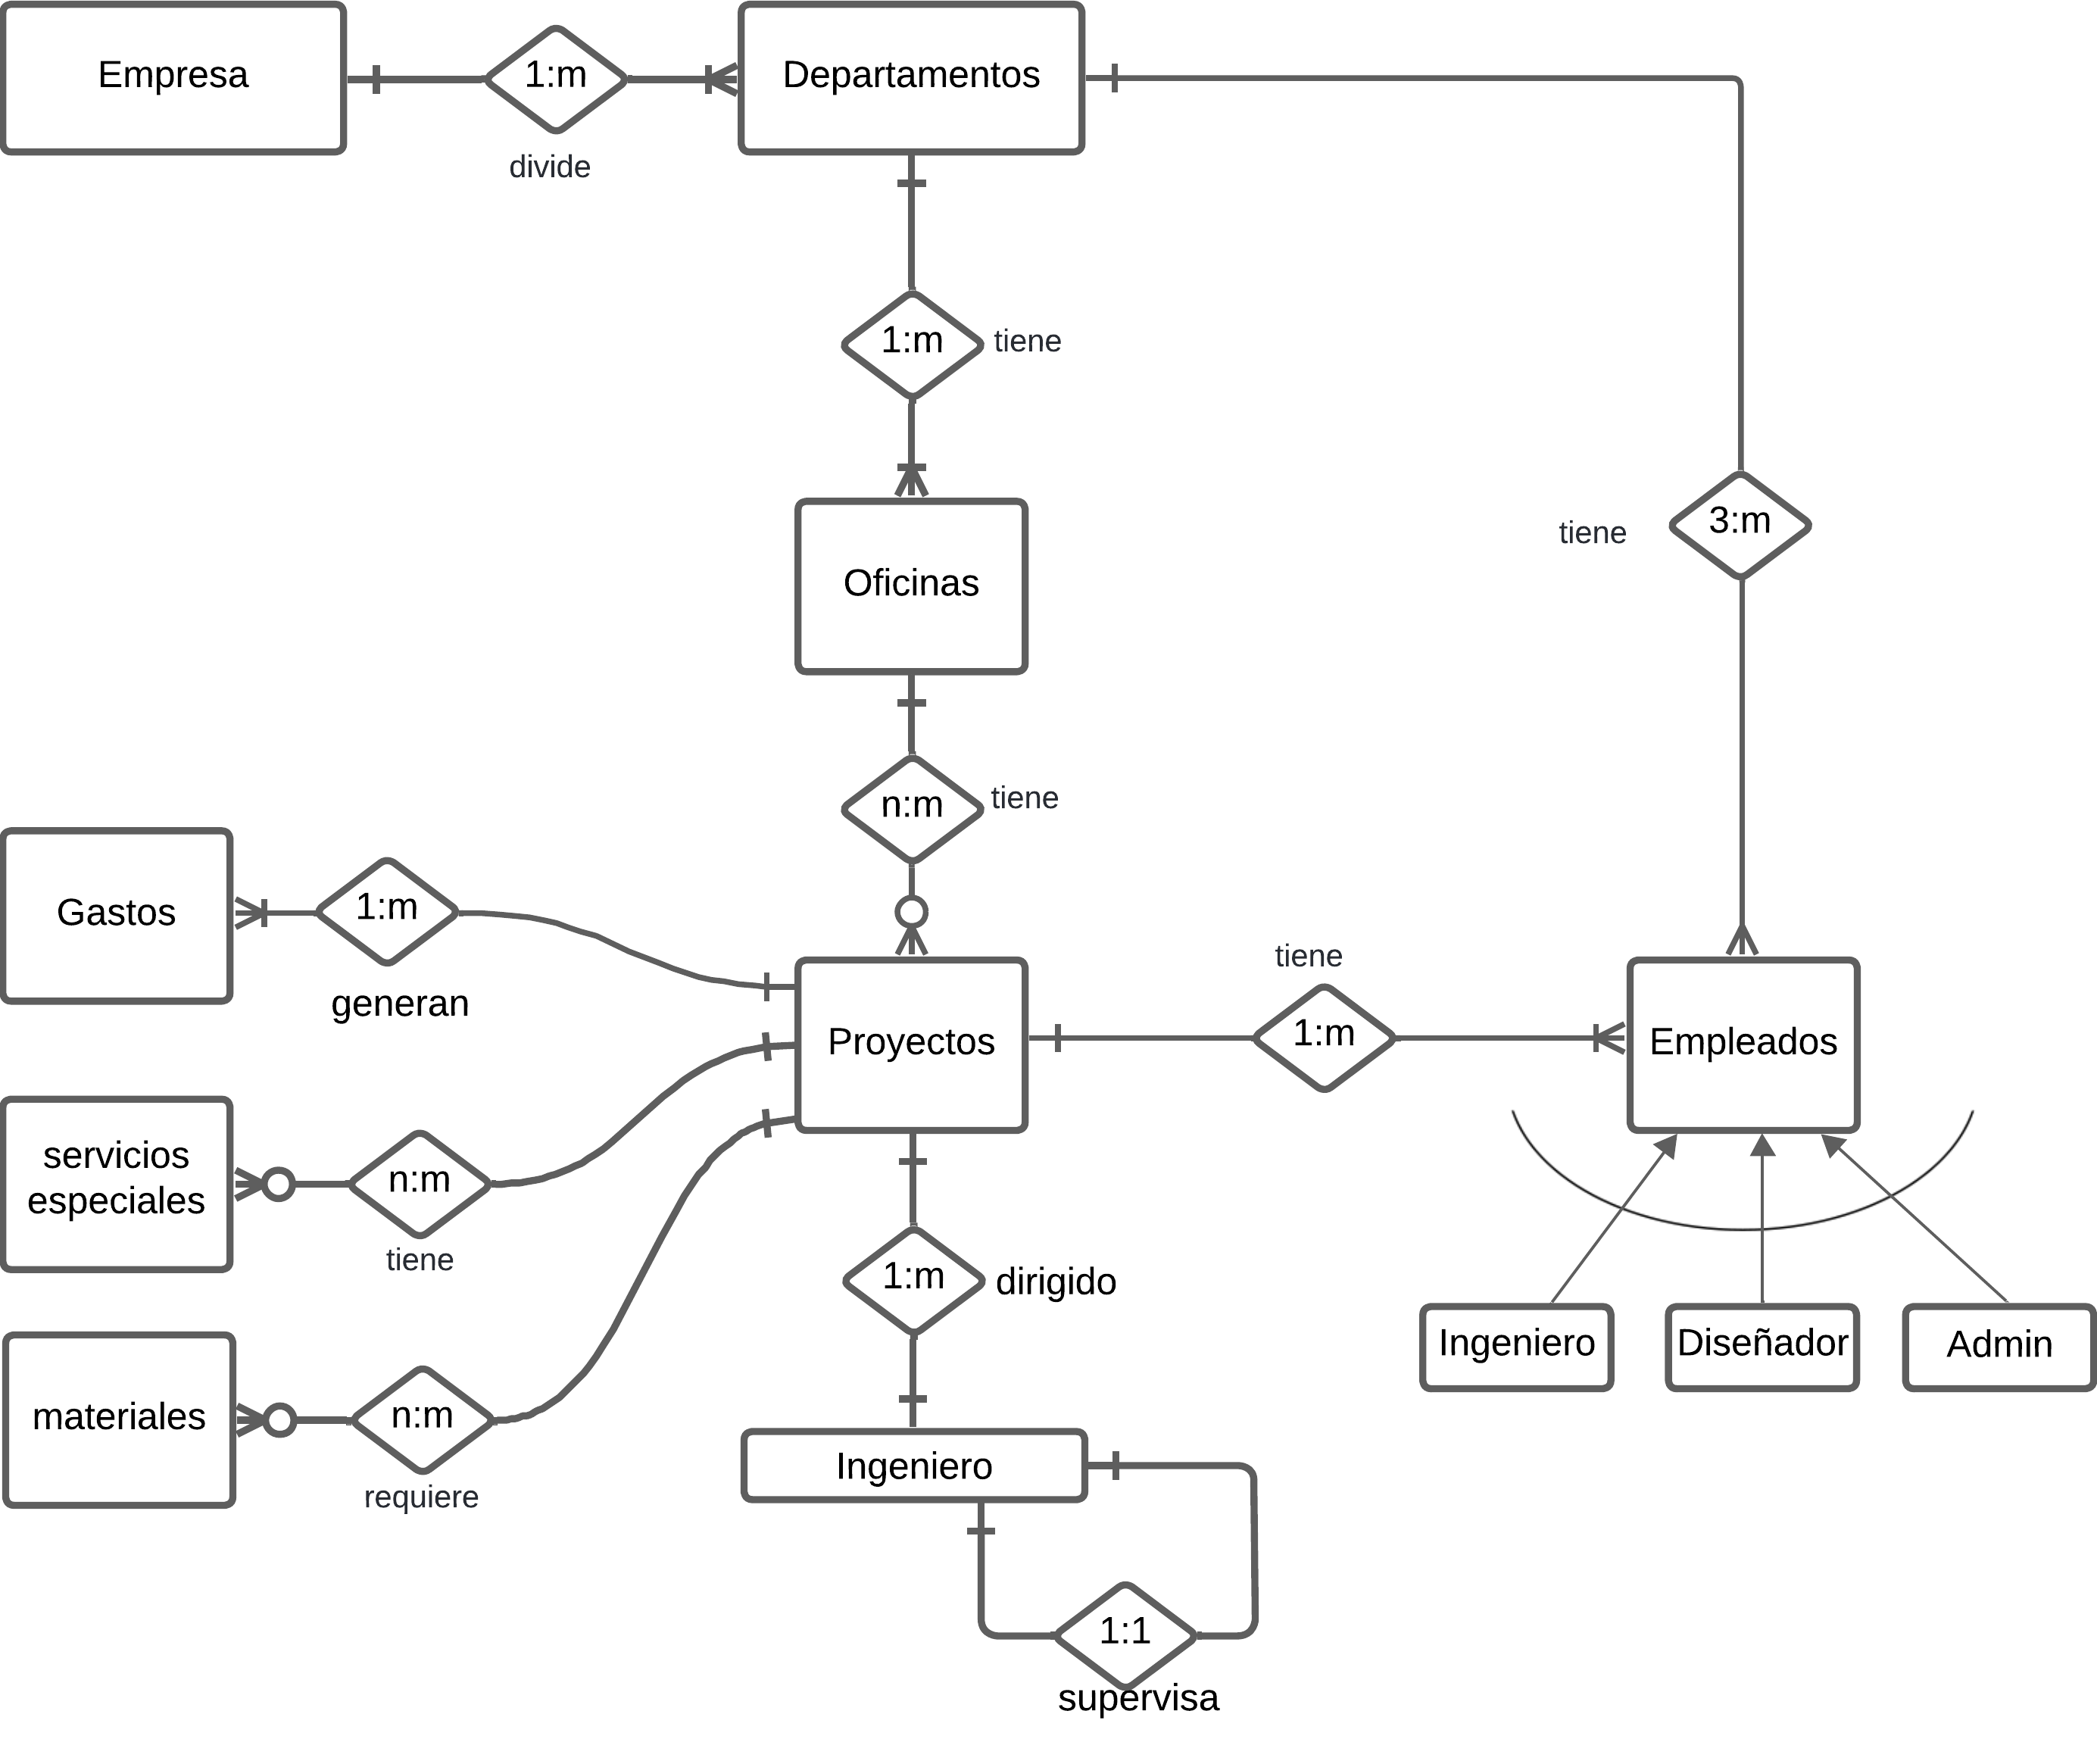 Empresa
1:m
divide
Departamentos
1:m
tiene
3:m
tiene
Oficinas
n:m
tiene
Gastos
1:m
generan
tiene
1:m
Proyectos
Empleados
servicios
especiales
n:m
tiene
1:m
dirigido
Ingeniero
Diseñador
Admin
materiales
n:m
requiere
Ingeniero
1:1
supervisa